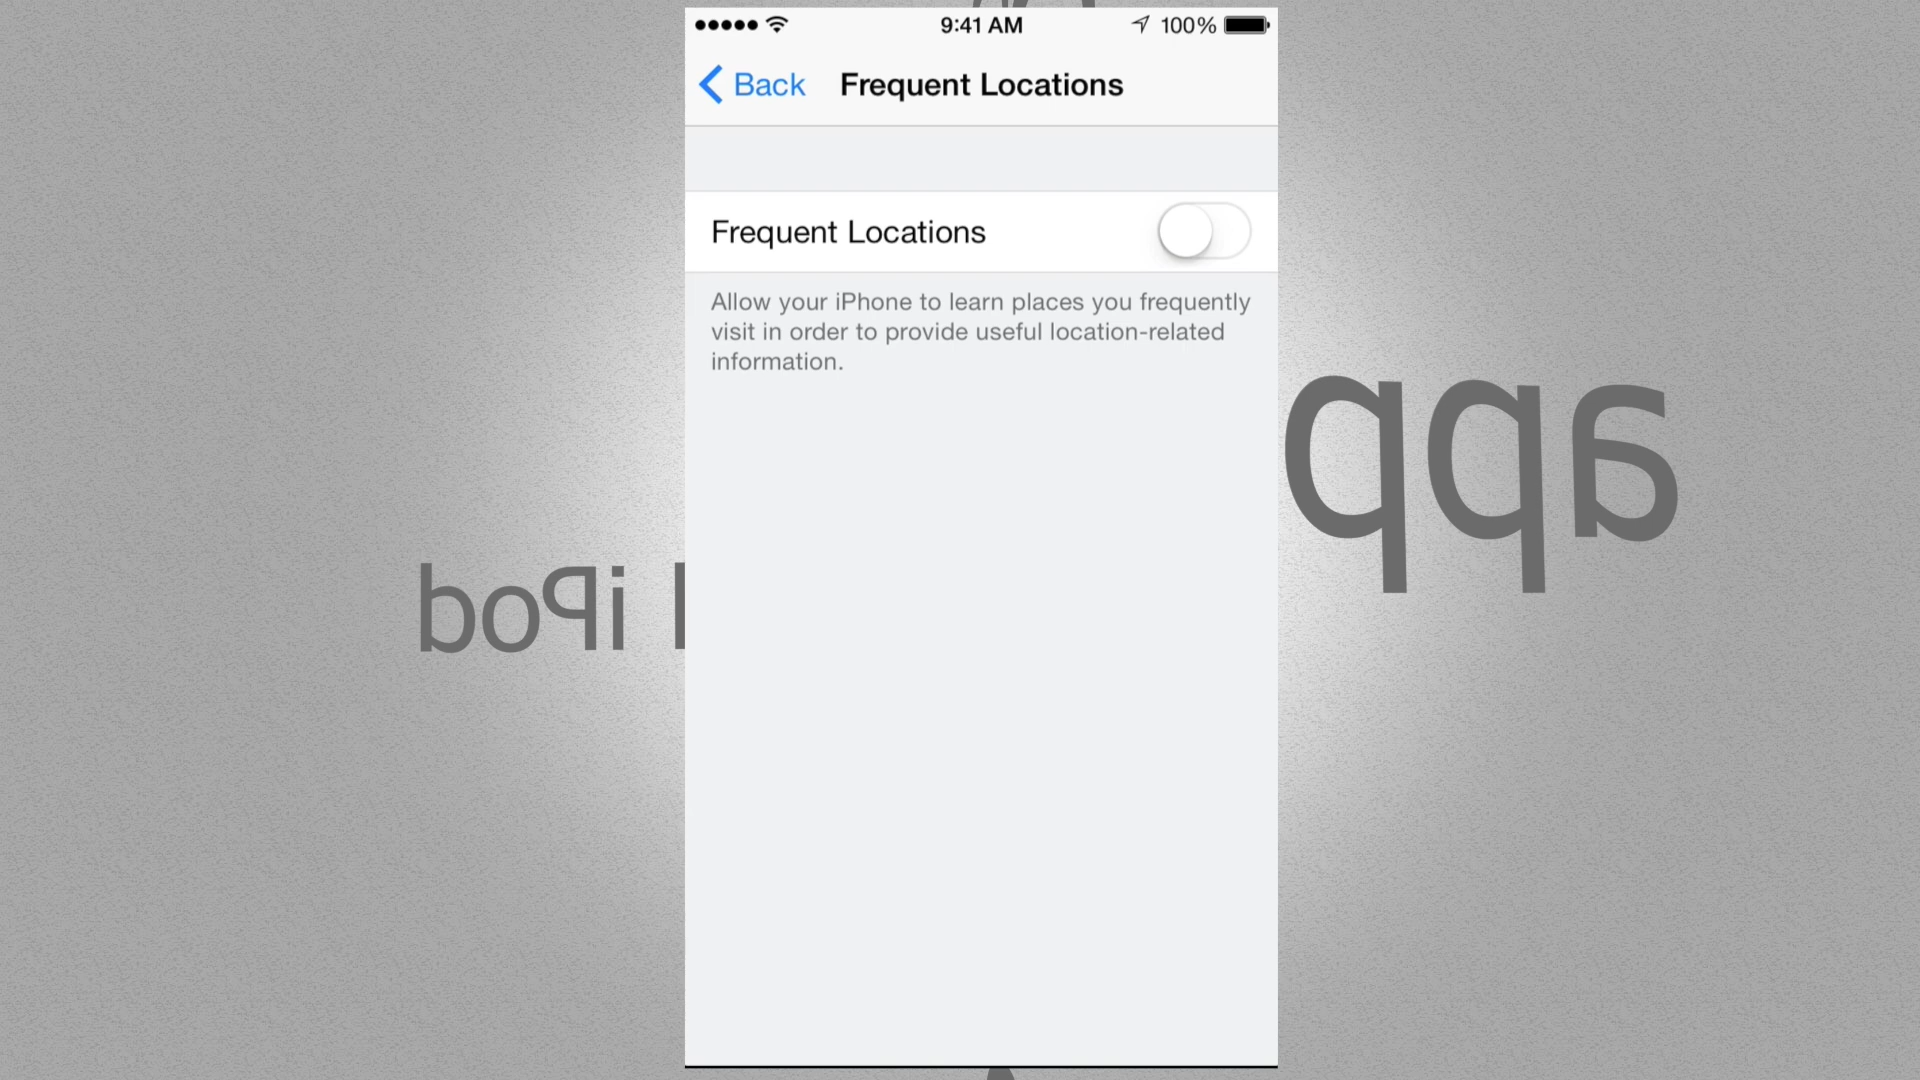 9:41 AM
100%
Back
Frequent Locations
Frequent Locations
Allow your iPhone to learn places you frequently
visit in order to provide useful location-related
information.
app
iPod